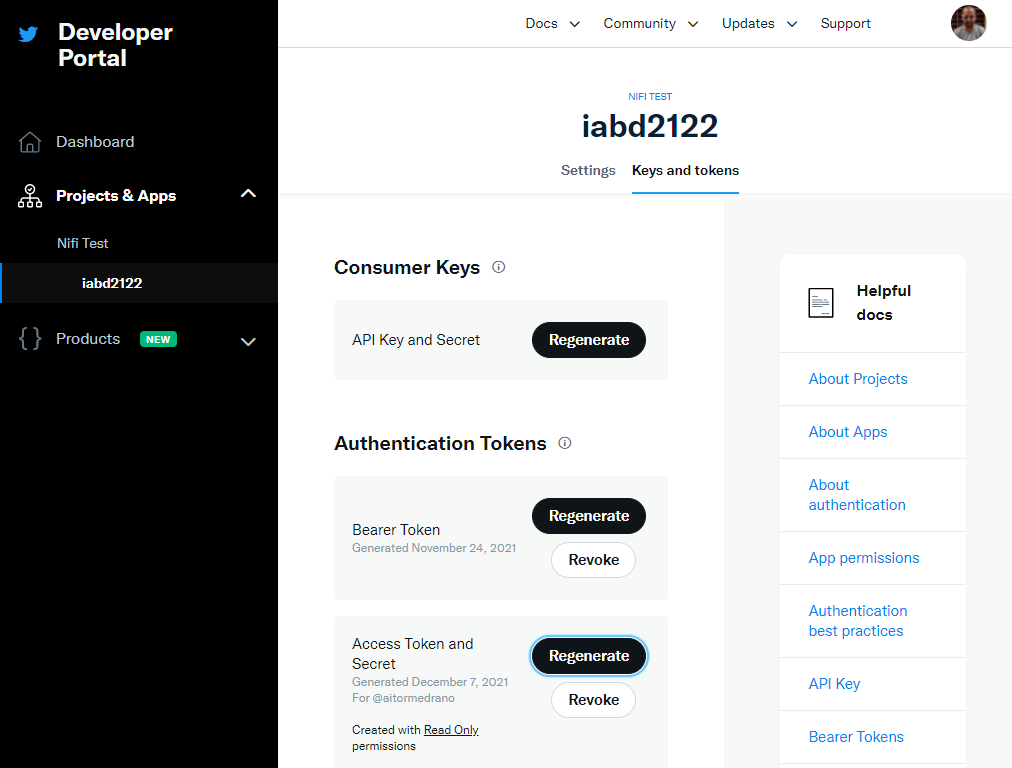 Developer
Portal
Dashboard
Projects & Apps
Nifi Test
iabd2122
Products NEW
Docs Community Updates Support
NIFI TEST
iabd2122
Settings Keys and tokens
Consumer Keys
API Key and Secret Regenerate
Authentication Tokens
Bearer Token
Generated November 24, 2021
Regenerate
Revoke
Access Token and
Secret
Generated December 7, 2021
For @aitormedrano
Created with Read Only
permissions
Regenerate
Revoke
Helpful
docs
About Projects
About Apps
About
authentication
App permissions
Authentication
best practices
API Key
Bearer Tokens